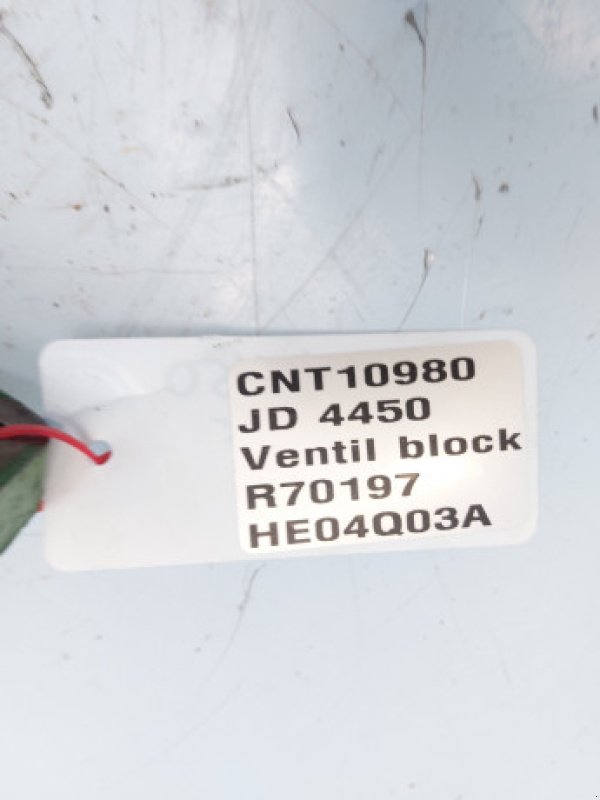 CNT10980
JD 4450
Ventil block
R70197
HE04Q03A